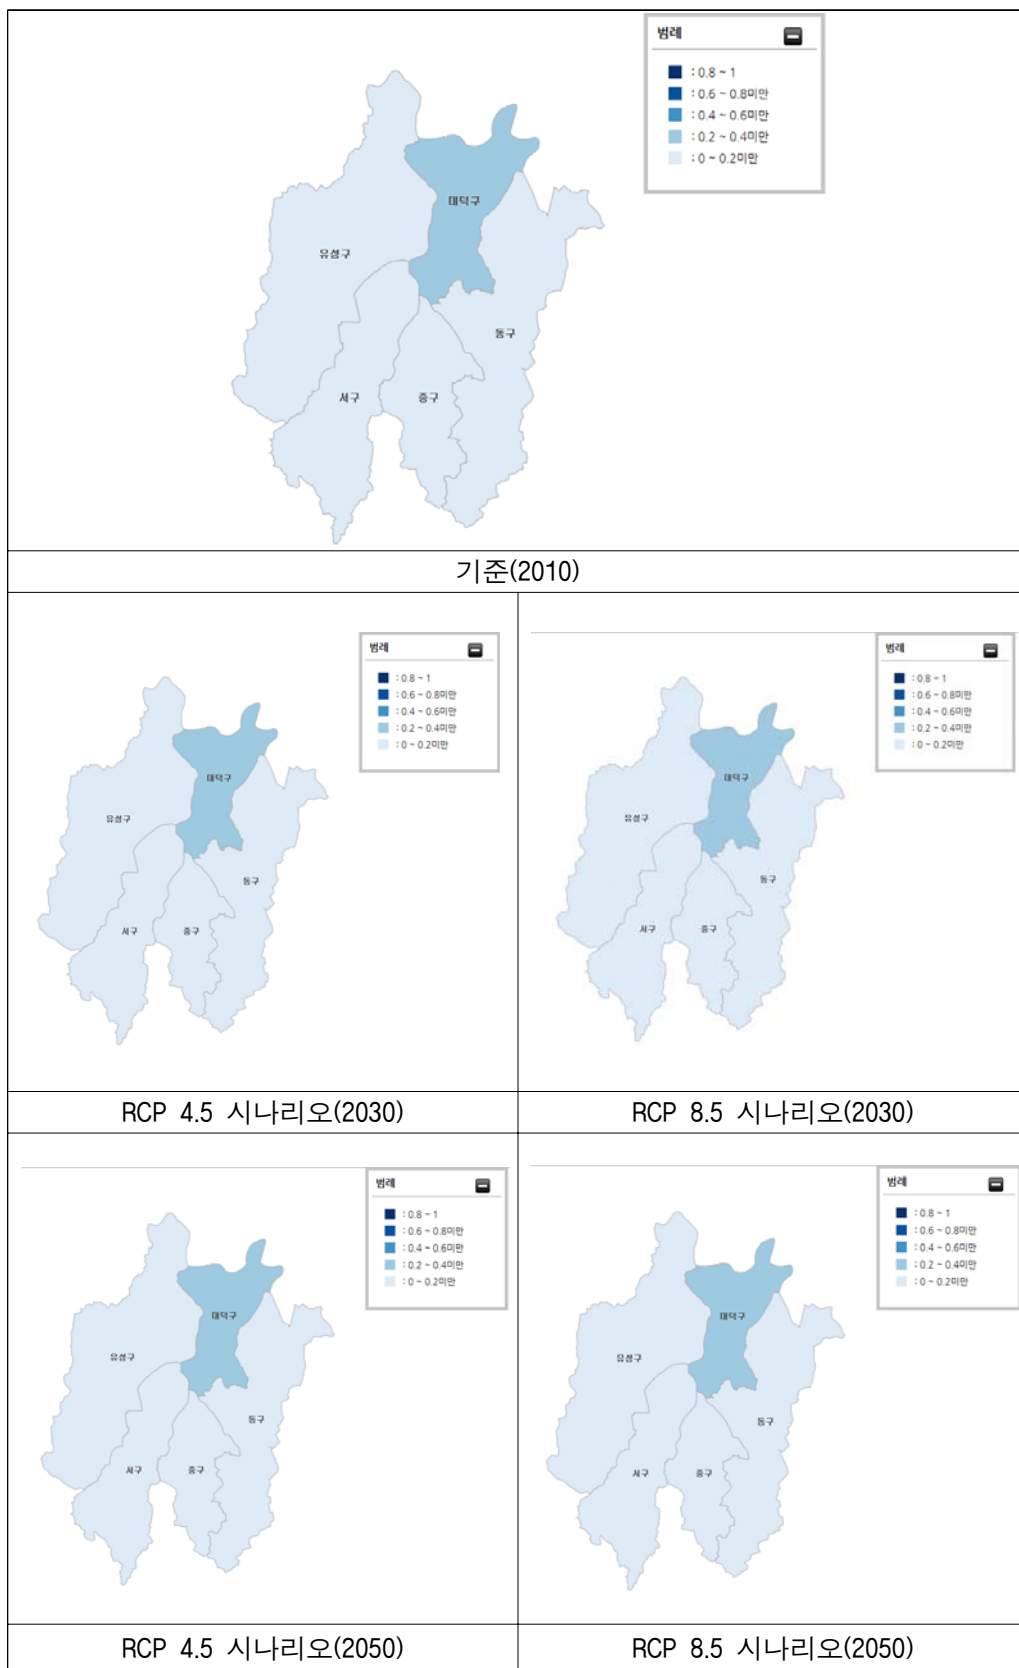 범례
: 0.8 ~ 1
: 0.6 ~ 0.8미만
: 0.4 ~ 0.6미만
: 0.2 ~ 0.4미만
: 0 ~ 0.2미만
대덕구
유성구
동구
서구
중구
기준(2010)
범례
: 0.8 ~ 1
: 0.6 ~ 0.8미만
: 0.4 ~ 0.6미만
: 0.2 ~ 0.4미만
: 0 ~ 0.2미만
대덕구
유성구
동구
서구
중구
RCP 4.5 시나리오(2030)
범례
: 0.8 ~ 1
: 0.6 ~ 0.8미만
: 0.4 ~ 0.6미만
: 0.2 ~ 0.4미만
: 0 ~ 0.2미만
대덕구
유성구
동구
서구
중구
RCP 8.5 시나리오(2030)
범례
: 0.8 ~ 1
: 0.6 ~ 0.8미만
: 0.4 ~ 0.6미만
: 0.2 ~ 0.4미만
: 0 ~ 0.2미만
대덕구
유성구
동구
서구
중구
RCP 4.5 시나리오(2050)
범례
: 0.8 ~ 1
: 0.6 ~ 0.8미만
: 0.4 ~ 0.6미만
: 0.2 ~ 0.4미만
: 0 ~ 0.2미만
대덕구
유성구
동구
서구
중구
RCP 8.5 시나리오(2050)